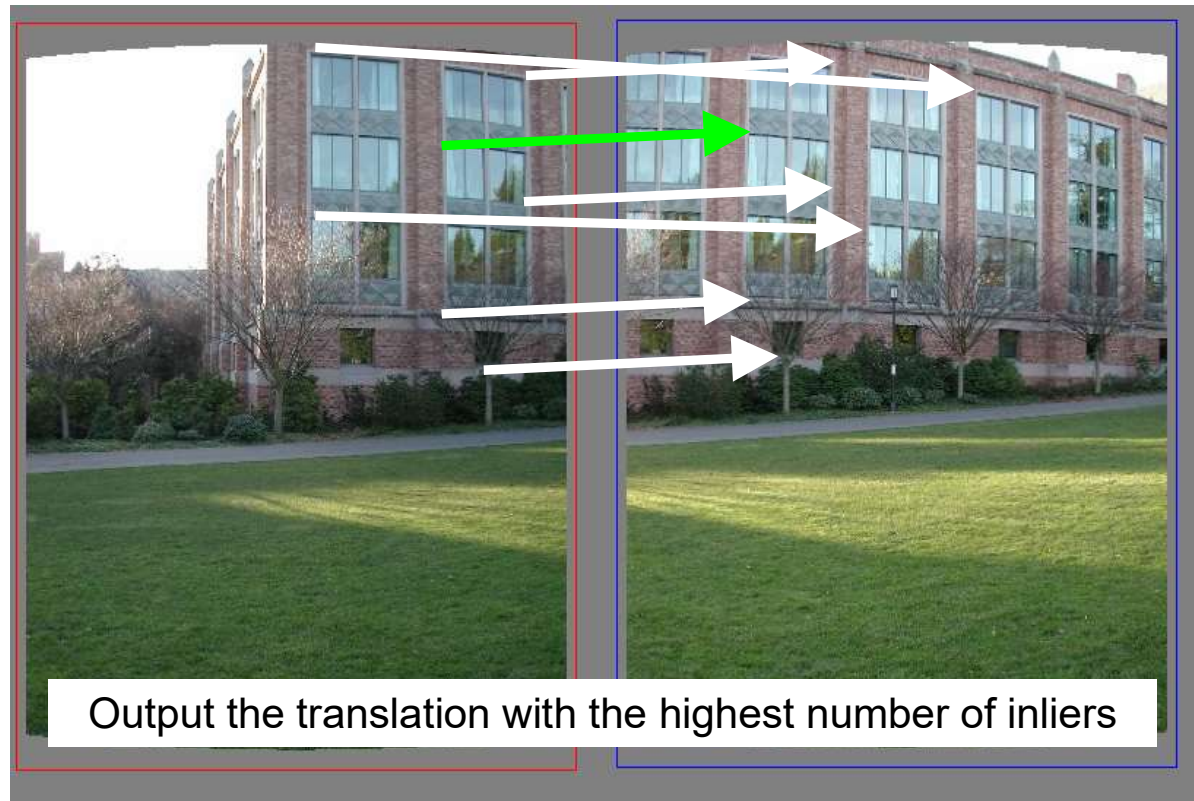 Output the translation with the highest number of inliers